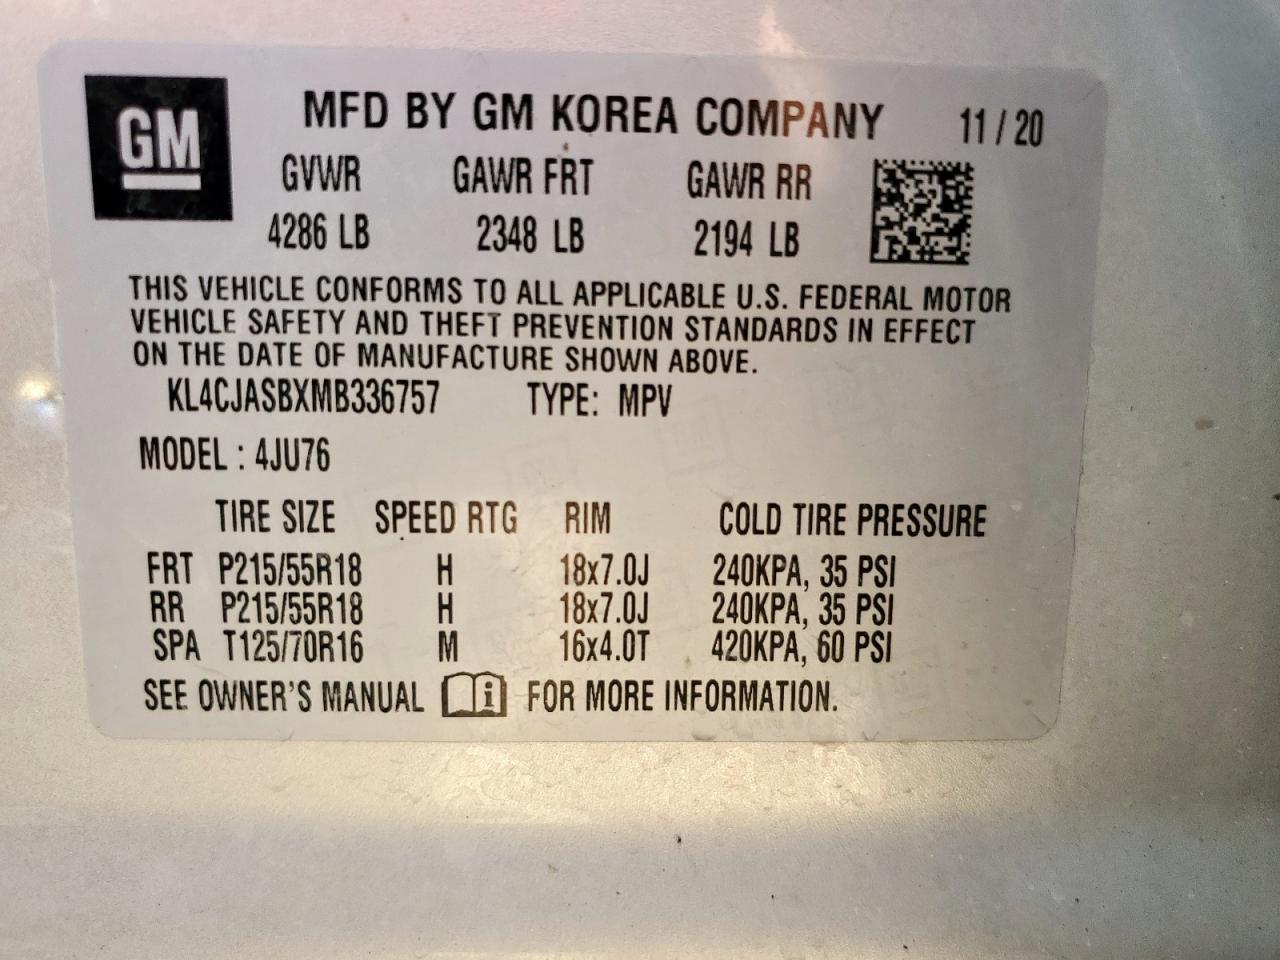 GM
MFD BY GM KOREA COMPANY 11 / 20
GVWR GAWR FRT GAWR RR
4286 LB 2348 LB 2194 LB
THIS VEHICLE CONFORMS TO ALL APPLICABLE U.S. FEDERAL MOTOR
VEHICLE SAFETY AND THEFT PREVENTION STANDARDS IN EFFECT
ON THE DATE OF MANUFACTURE SHOWN ABOVE.
KL4CJASBXMB336757 TYPE: MPV
MODEL : 4JU76
TIRE SIZE SPEED RTG RIM COLD TIRE PRESSURE
FRT P215/55R18 H 18x7.0J 240KPA, 35 PSI
RR P215/55R18 H 18x7.0J 240KPA, 35 PSI
SPA T125/70R16 M 16x4.0T 420KPA, 60 PSI
SEE OWNER'S MANUAL i FOR MORE INFORMATION.